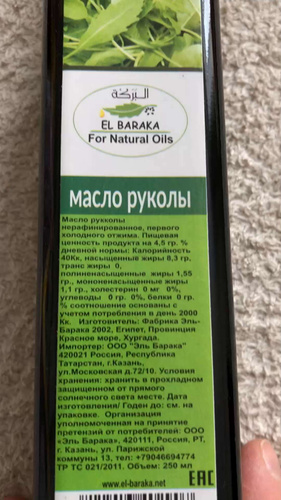 البركة
EL BARAKA
For Natural Oils
масло руколы
Масло рукколы
нерафинированное, первого
холодного отжима. Пищевая
ценность продукта на 4,5 гр. %
дневной нормы: Калорийность
40Кк, насыщенные жиры 8,3 гр,
транс жиры 0,
полиненасыщенные жиры 1,55
гр., мононенасыщенные жиры
1,1 гр., холестерин 0 мг 0%,
углеводы 0 гр. 0%, белки 0 гр.
% соотношение основаны с
учетом потребления в день 2000
Кк. Изготовитель: Фабрика Эль-
Барака 2002, Египет, Провинция
Красное море, Хургада.
Импортер: ООО "Эль Барака"
420021 Россия, Республика
Татарстан, г.Казань,
ул.Московская д.72/10. Условия
хранения: хранить в прохладном
защищенном от прямого
солнечного света месте. Дата
изготовления/ Годен до: см. на
упаковке. Организация
уполномоченная на принятие
претензий от потребителей: ООО
«Эль Барака», 420111, Россия, РТ,
г. Казань, ул. Парижской
коммуны 13, тел: +79046694774
ТР ТС 021/2011. Объем: 250 мл
www.el-baraka.net
EAC